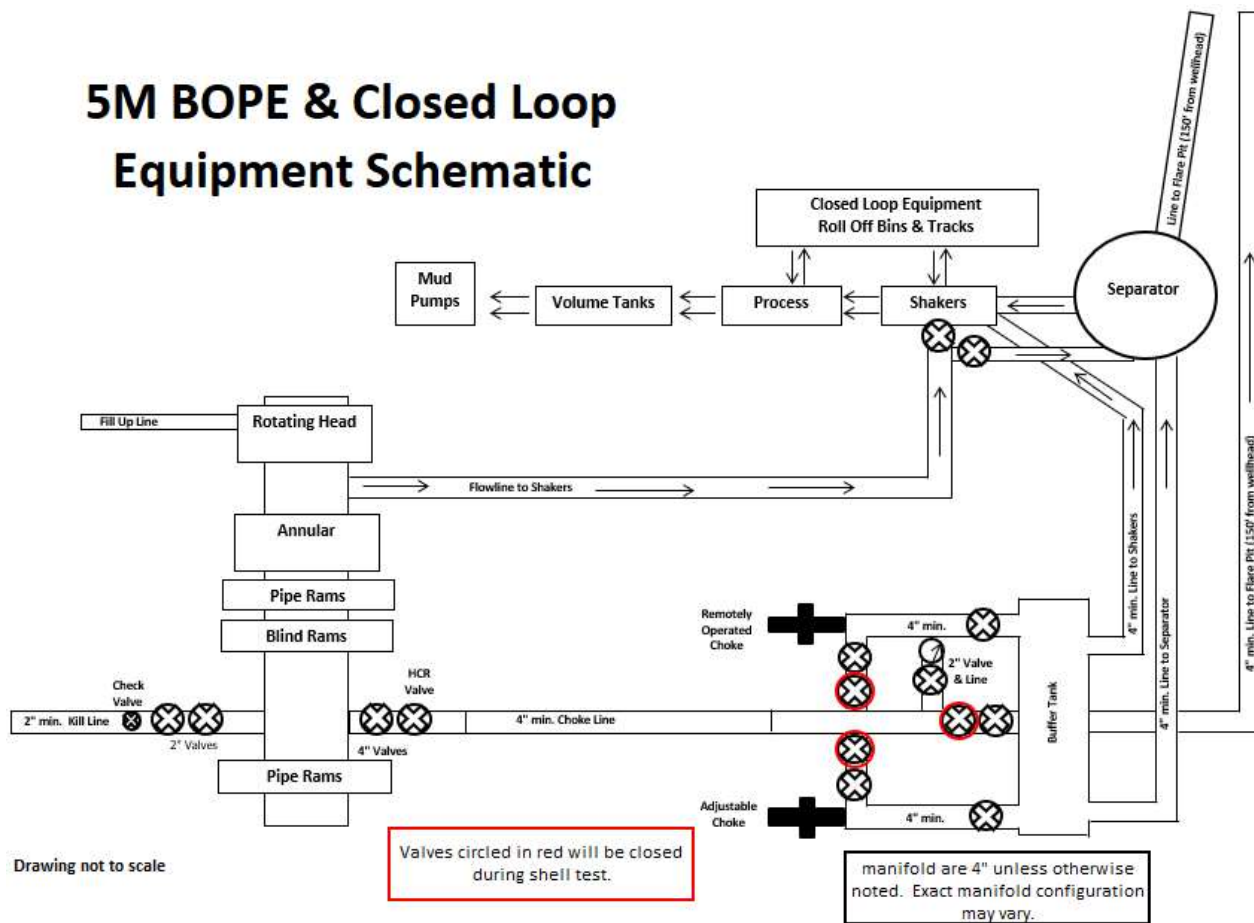 5M BOPE & Closed Loop
Equipment Schematic
Line to Flare Pit (150' from wellhead)
Closed Loop Equipment
Roll Off Bins & Tracks
Mud
Pumps
Volume Tanks
Process
Shakers
Separator
Fill Up Line
Rotating Head
Flowline to Shakers
Annular
Pipe Rams
Blind Rams
4" min. Line to Shakers
4" min. Line to Separator
4" min. Line to Flare Pit (150' from wellhead)
Remotely
Operated
Choke
4" min.
2" Valve
& Line
Check
Valve
HCR
Valve
2" min. Kill Line
4" min. Choke Line
2" Valves
4" Valves
Buffer Tank
Pipe Rams
Adjustable
Choke
4" min.
Drawing not to scale
Valves circled in red will be closed
during shell test.
manifold are 4" unless otherwise
noted. Exact manifold configuration
may vary.